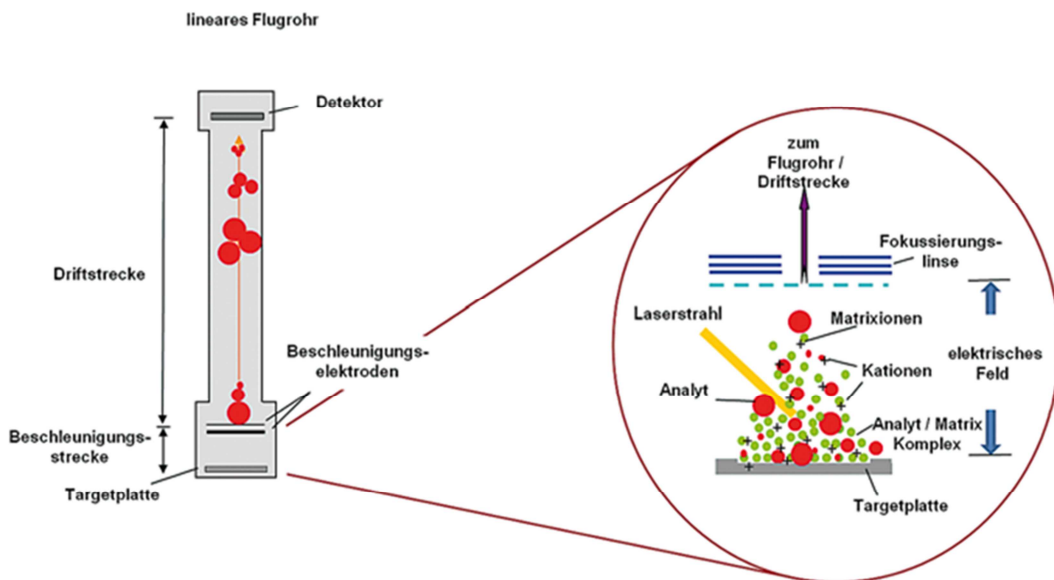 lineares Flugrohr
Detektor
Driftstrecke
Beschleunigungs-
elektroden
Beschleunigungs-
strecke
Targetplatte
zum
Flugrohr /
Driftstrecke
Fokussierungs-
linse
Laserstrahl
Matrixionen
elektrisches
Feld
Kationen
Analyt
Analyt / Matrix
Komplex
Targetplatte